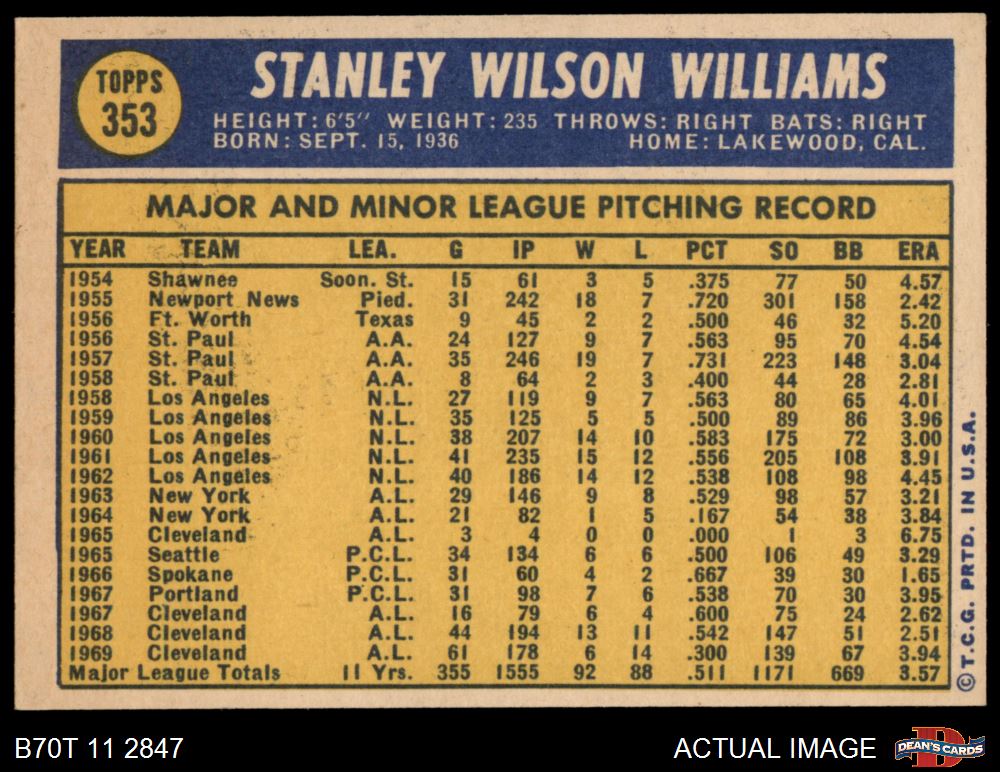 TOPPS
353
STANLEY WILSON WILLIAMS
HEIGHT: 6'5" WEIGHT: 235 THROWS: RIGHT BATS: RIGHT
BORN: SEPT. 15, 1936 HOME: LAKEWOOD, CAL.
MAJOR AND MINOR LEAGUE PITCHING RECORD
YEAR TEAM LEA. G IP W L PCT SO BB ERA
1954 Shawnee Soon. St. 15 61 3 5 .375 77 50 4.57
1955 Newport News Pied. 31 242 18 7 .720 301 158 2.42
1956 Ft. Worth Texas 9 45 2 2 .500 46 32 5.20
1956 St. Paul A.A. 24 127 9 7 .563 95 70 4.54
1957 St. Paul A.A. 35 246 19 7 .731 223 148 3.04
1958 St. Paul A.A. 8 64 2 3 .400 44 28 2.81
1958 Los Angeles N.L. 27 119 9 7 .563 80 65 4.01
1959 Los Angeles N.L. 35 125 5 5 .500 89 86 3.96
1960 Los Angeles N.L. 38 207 14 10 .583 175 72 3.00
1961 Los Angeles N.L. 41 235 15 12 .556 205 108 3.91
1962 Los Angeles N.L. 40 186 14 12 .538 108 98 4.45
1963 New York A.L. 29 146 9 8 .529 98 57 3.21
1964 New York A.L. 21 82 1 5 .167 54 38 3.84
1965 Cleveland A.L. 3 4 0 0 .000 1 3 6.75
1965 Seattle P.C.L. 34 134 6 6 .500 106 49 3.29
1966 Spokane P.C.L. 31 60 4 2 .667 39 30 1.65
1967 Portland P.C.L. 31 98 7 6 .538 70 30 3.95
1967 Cleveland A.L. 16 79 6 4 .600 75 24 2.62
1968 Cleveland A.L. 44 194 13 11 .542 147 51 2.51
1969 Cleveland A.L. 61 178 6 14 .300 139 67 3.94
Major League Totals 11 Yrs. 355 1555 92 88 .511 1171 669 3.57
© T.C.G. PRTD. IN U.S.A.
B70T 11 2847
ACTUAL IMAGE
D
DEAN'S CARDS